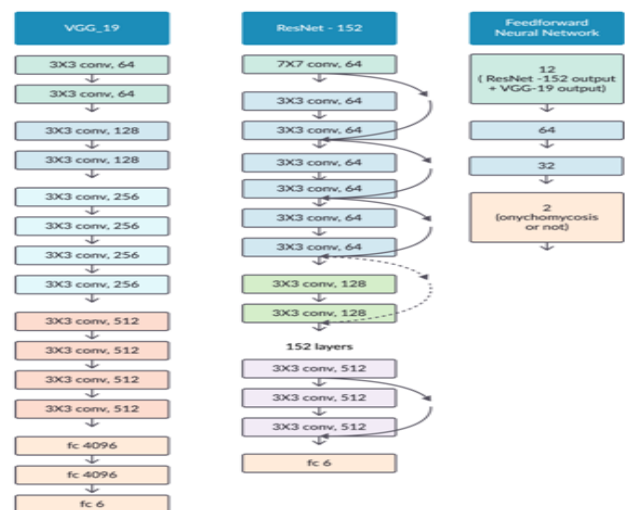 VGG_19
3X3 conv, 64
3X3 conv, 64
3X3 conv, 128
3X3 conv, 128
3X3 conv, 256
3X3 conv, 256
3X3 conv, 256
3X3 conv, 256
3X3 conv, 512
3X3 conv, 512
3X3 conv, 512
3X3 conv, 512
fc 4096
fc 4096
fc 6
ResNet - 152
7X7 conv, 64
3X3 conv, 64
3X3 conv, 64
3X3 conv, 64
3X3 conv, 64
3X3 conv, 64
3X3 conv, 64
3X3 conv, 128
3X3 conv, 128
152 layers
3X3 conv, 512
3X3 conv, 512
3X3 conv, 512
fc 6
Feedforward
Neural Network
12
( ResNet -152 output
+ VGG-19 output)
64
32
2
(onychomycosis
or not)